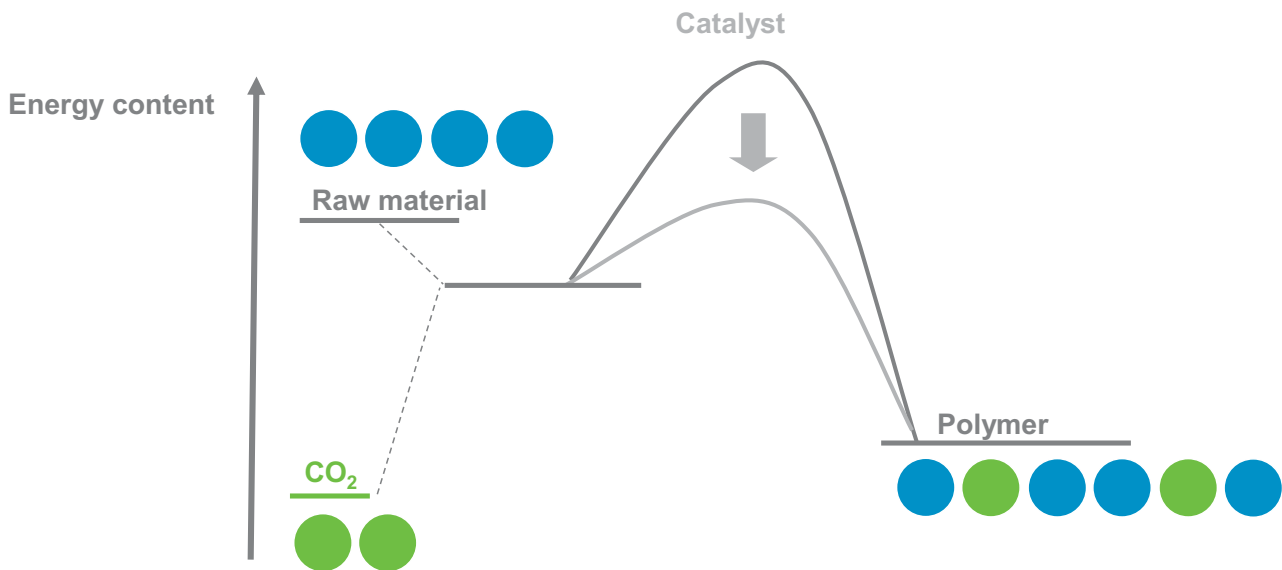 Catalyst
Energy content
Raw material
CO₂
Polymer